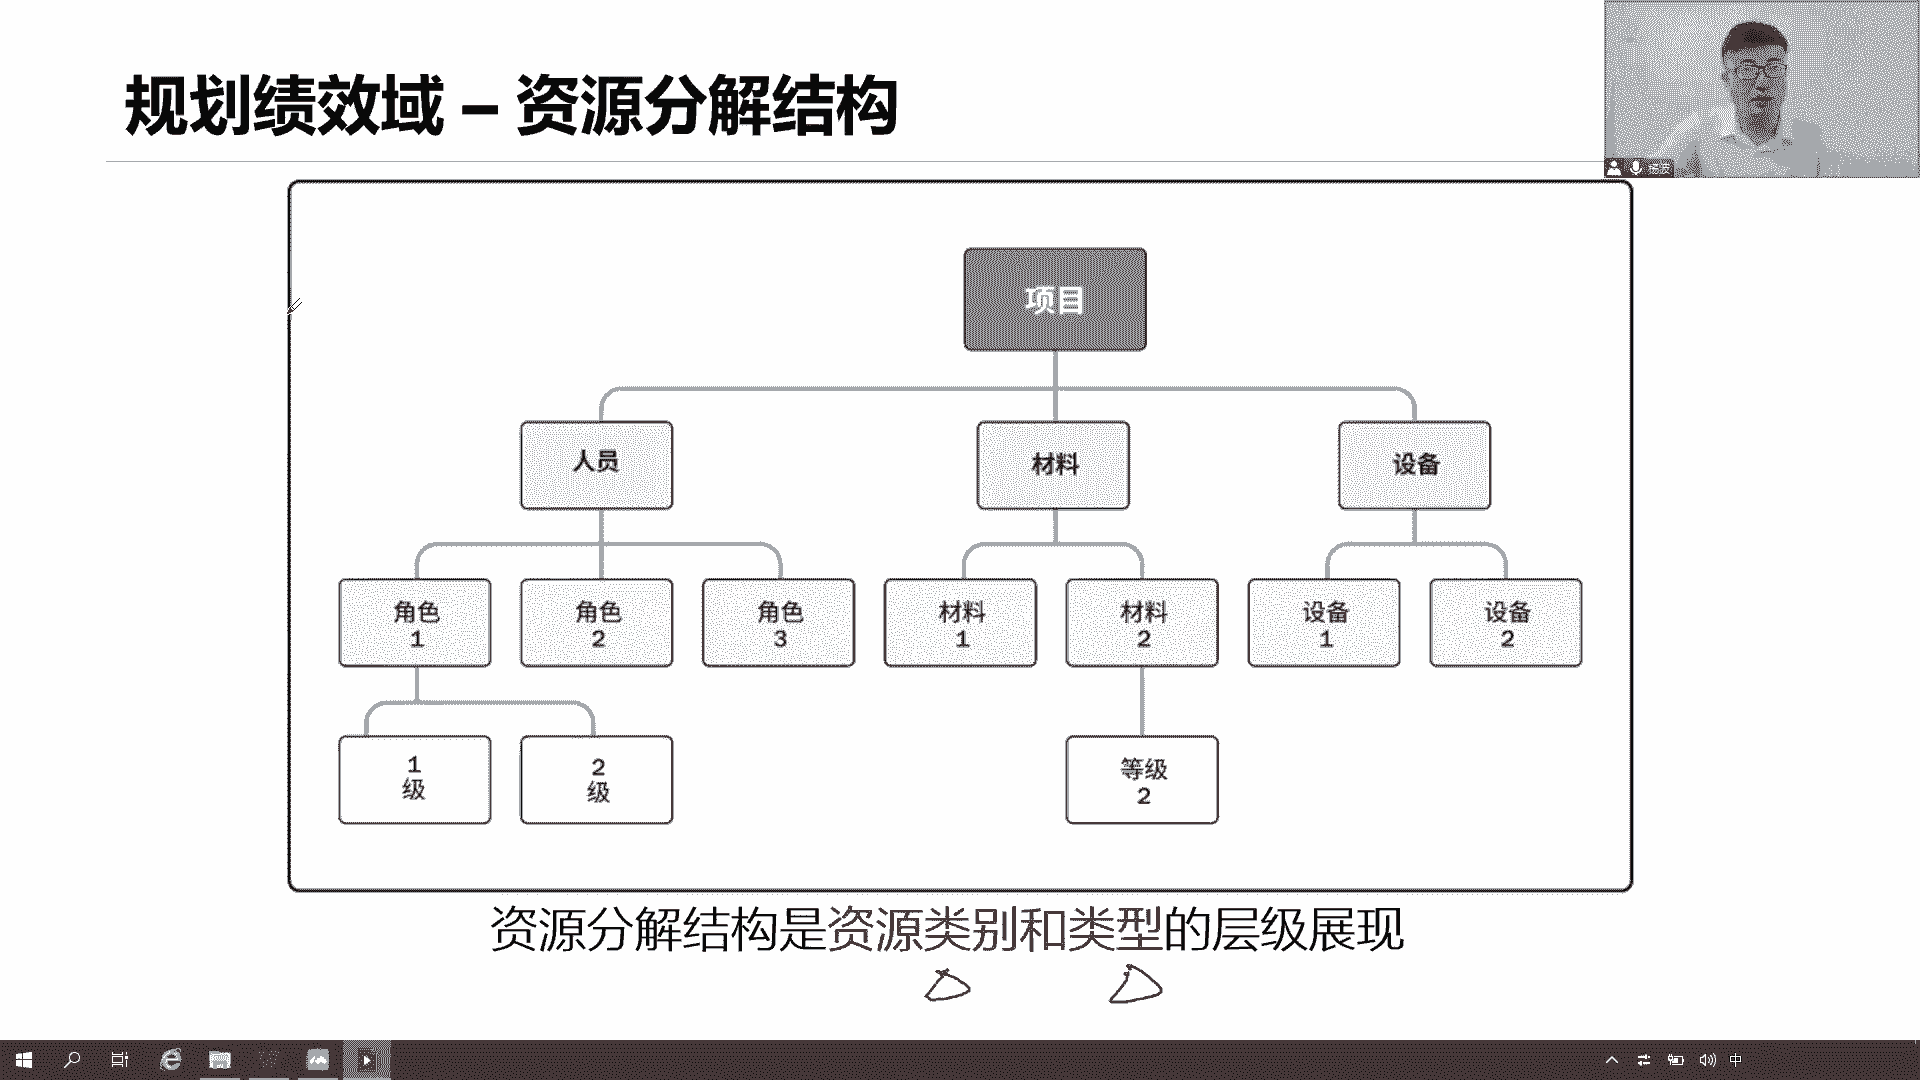 规划绩效域 – 资源分解结构
杨波
项目
人员
材料
设备
角色
1
角色
2
角色
3
材料
1
材料
2
设备
1
设备
2
1
级
2
级
等级
2
资源分解结构是资源类别和类型的层级展现
中